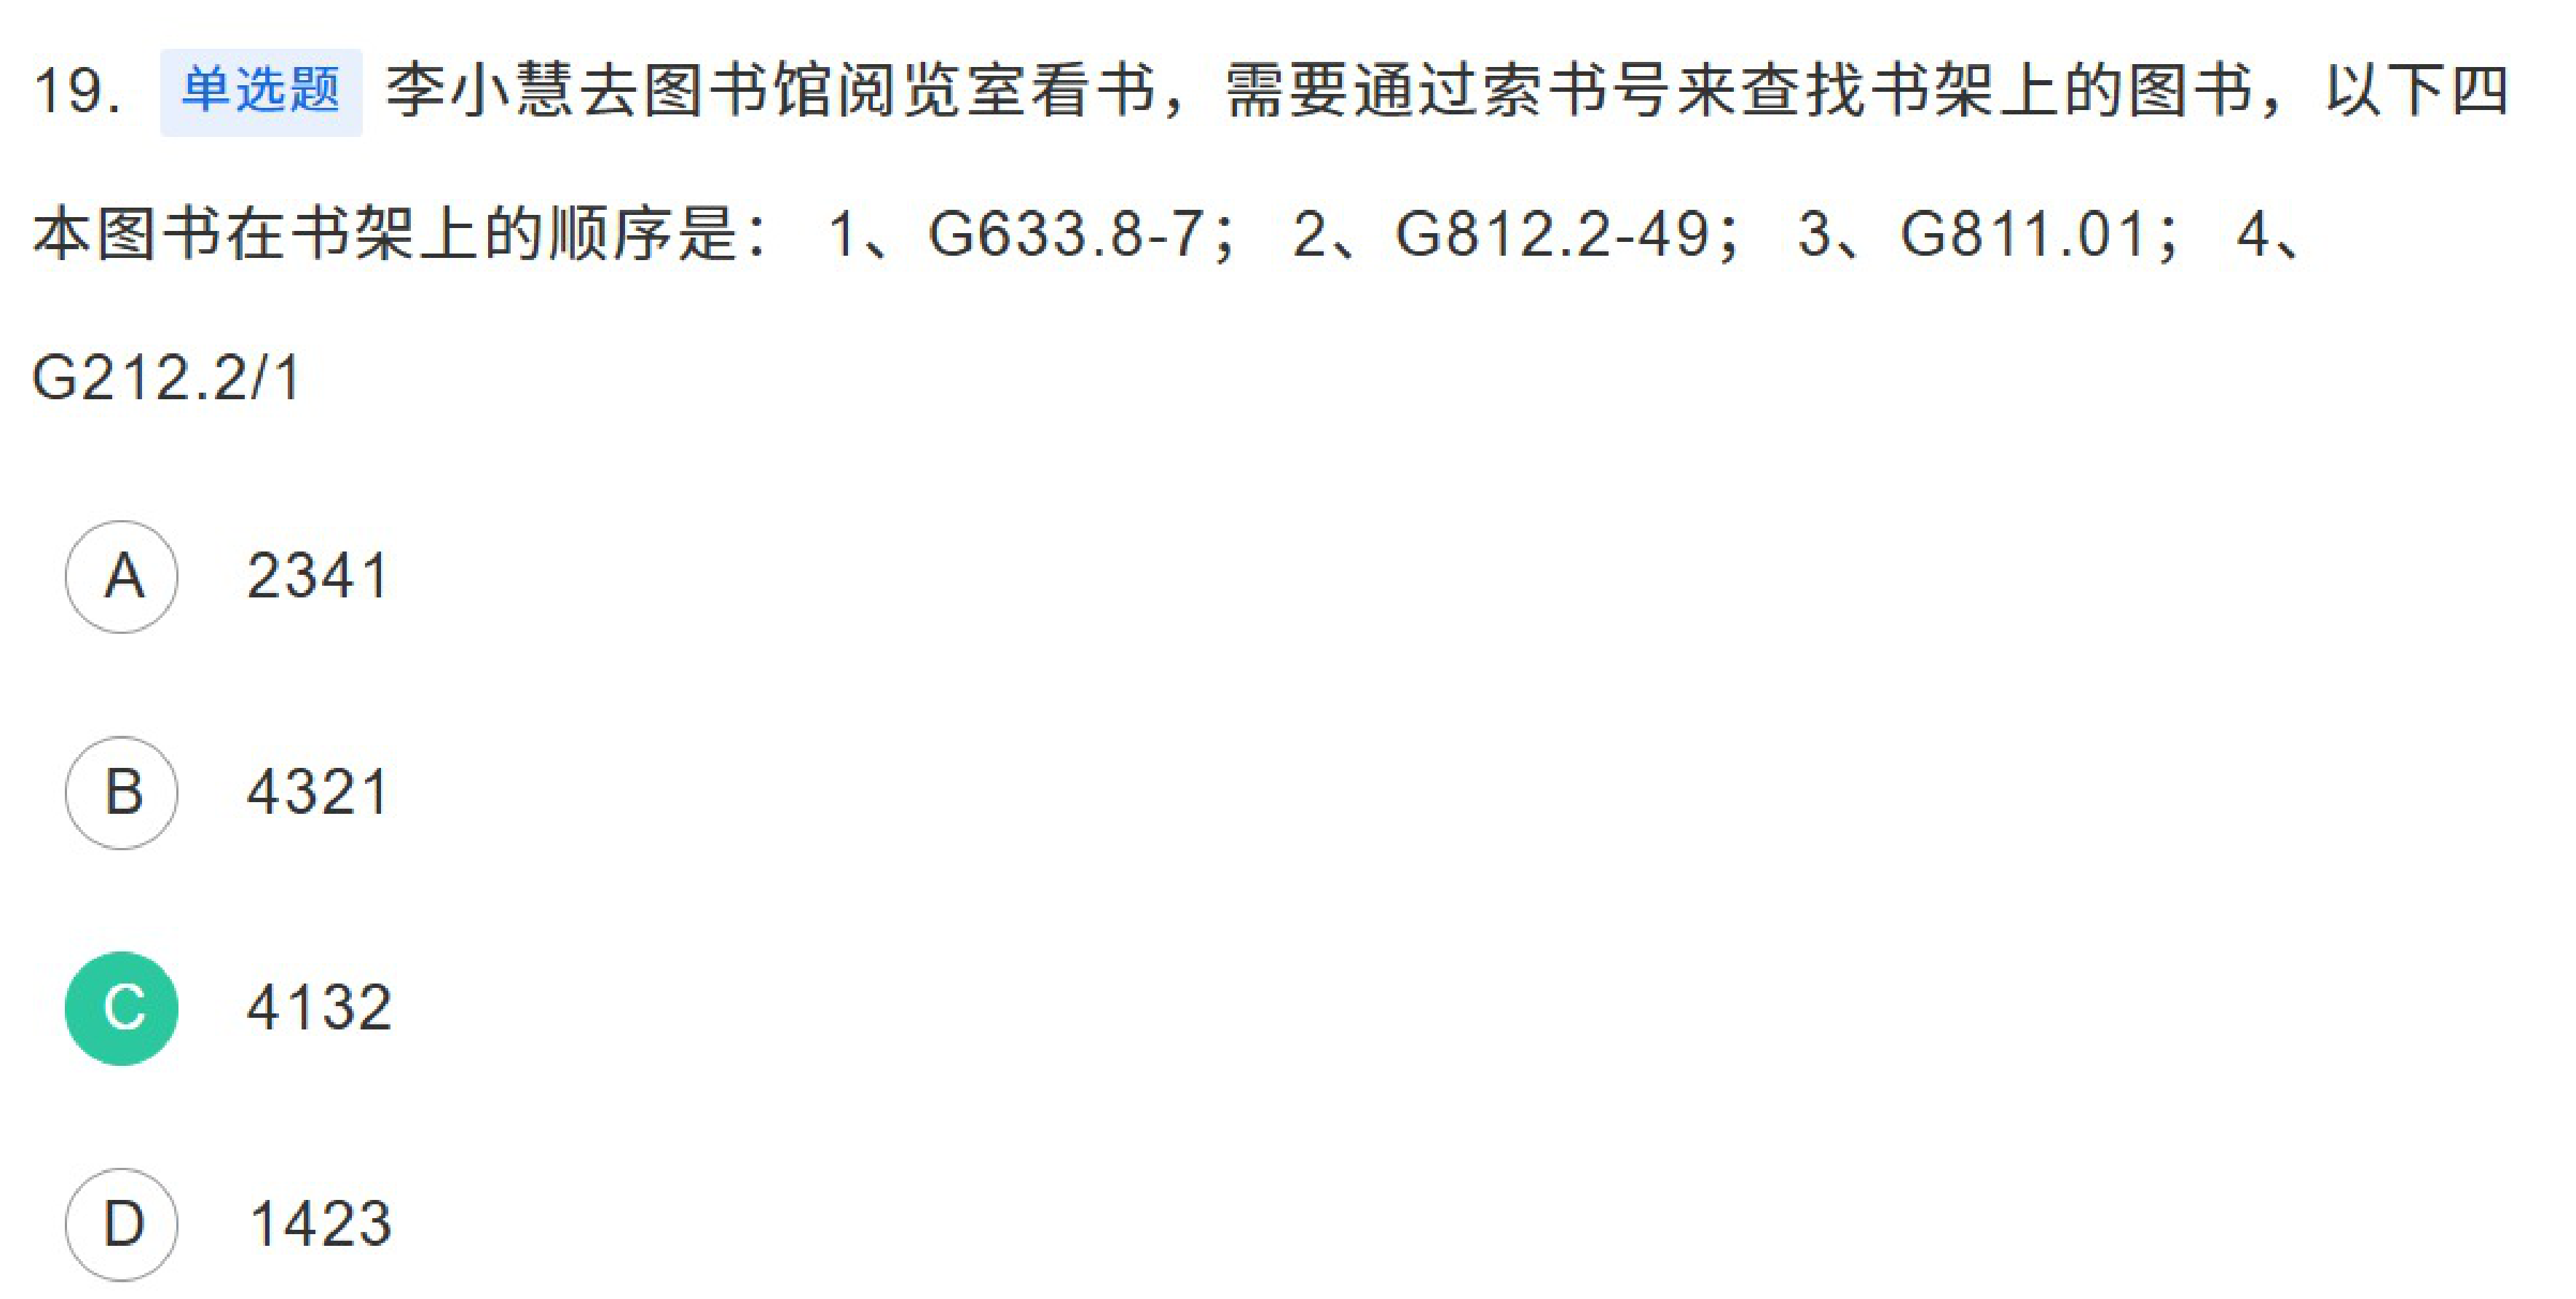 19. 单选题 李小慧去图书馆阅览室看书，需要通过索书号来查找书架上的图书，以下四
本图书在书架上的顺序是： 1、G633.8-7； 2、G812.2-49； 3、G811.01； 4、
G212.2/1
A 2341
B 4321
C 4132
D 1423